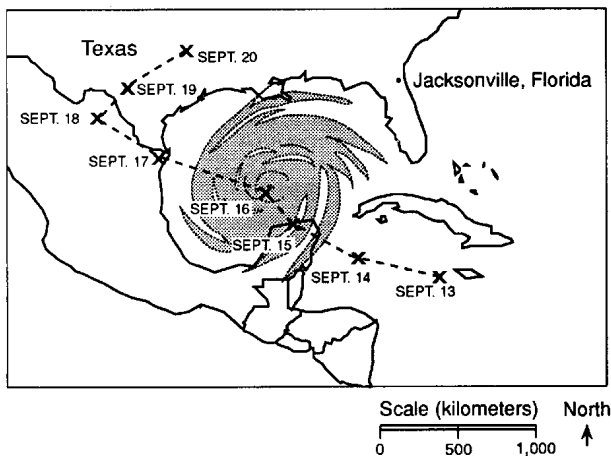 Texas
SEPT. 20
Jacksonville, Florida
SEPT. 19
SEPT. 18
SEPT. 17
SEPT. 16
SEPT. 15
SEPT. 14
SEPT. 13
Scale (kilometers)
North
0 500 1,000